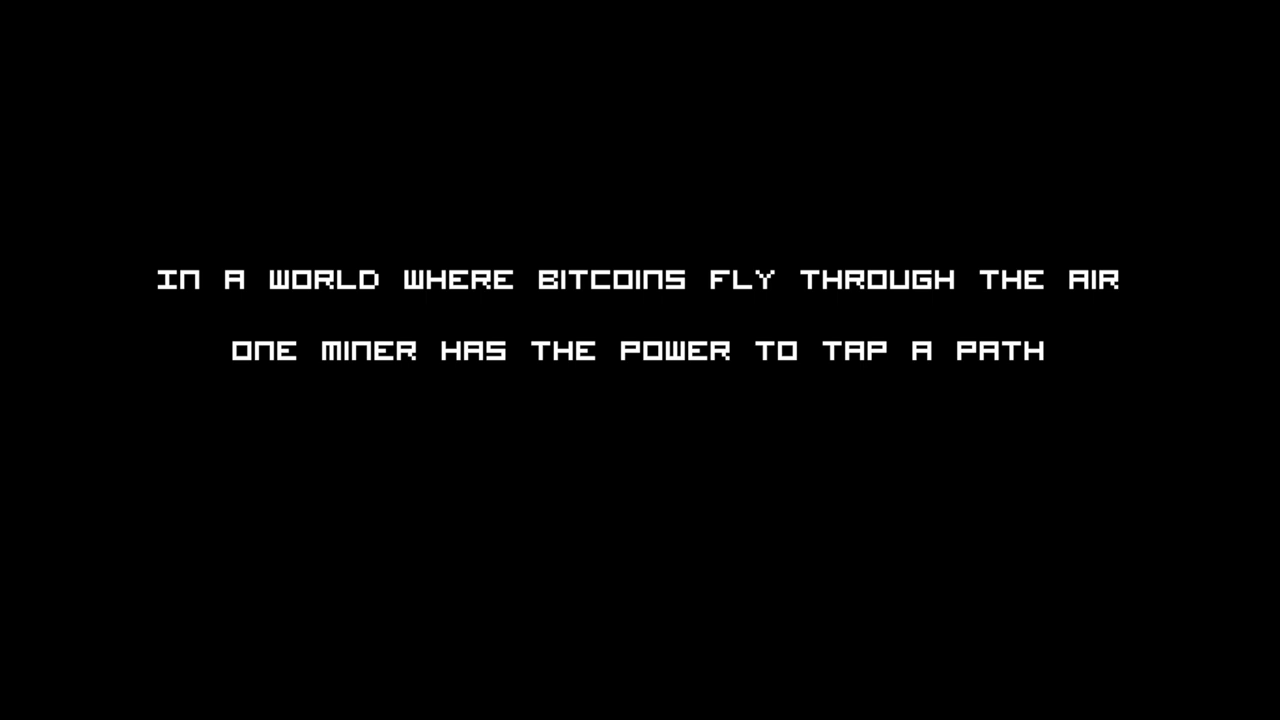 IN A WORLD WHERE BITCOINS FLY THROUGH THE AIR
ONE MINER HAS THE POWER TO TAP A PATH